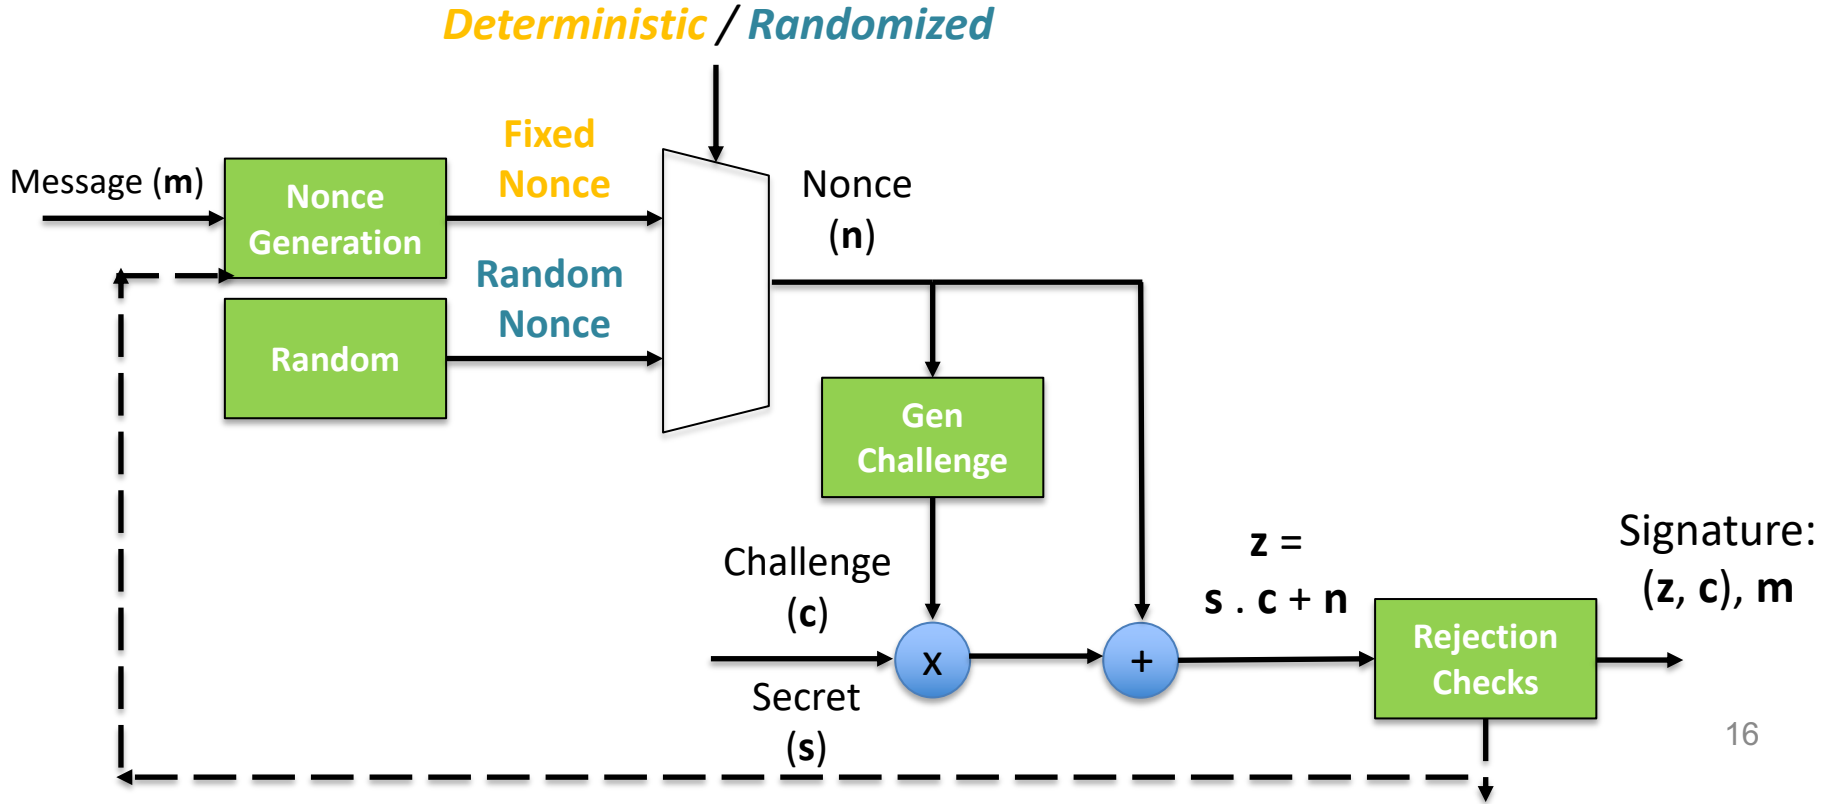 Deterministic / Randomized
Message (m)
Nonce
Generation
Fixed
Nonce
Random
Random
Nonce
Nonce
(n)
Gen
Challenge
Challenge
(c)
Secret
(s)
x
+
z =
s . c + n
Rejection
Checks
Signature:
(z, c), m
16